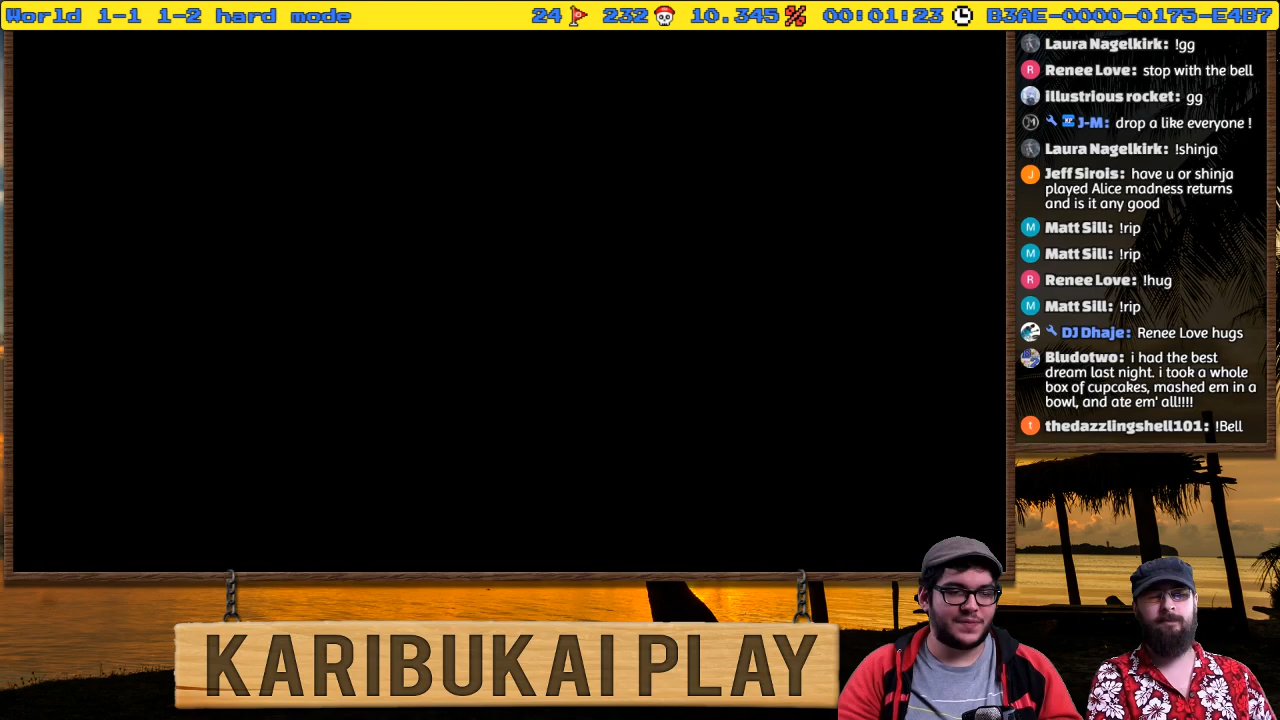 World 1-1 1-2 hard mode 24 232 10.345% 00:01:23 B3AE-0000-0175-E4B7
Laura Nagelkirk: !gg
R Renee Love: stop with the bell
illustrious rocket: gg
J-M: drop a like everyone !
Laura Nagelkirk: !shinja
J Jeff Sirois: have u or shinja
played Alice madness returns
and is it any good
M Matt Sill: !rip
M Matt Sill: !rip
R Renee Love: !hug
M Matt Sill: !rip
DJ Dhaje: Renee Love hugs
Bludotwo: i had the best
dream last night. i took a whole
box of cupcakes, mashed em in a
bowl, and ate em' all!!!!
t thedazzlingshell101: !Bell
KARIBUKAI PLAY